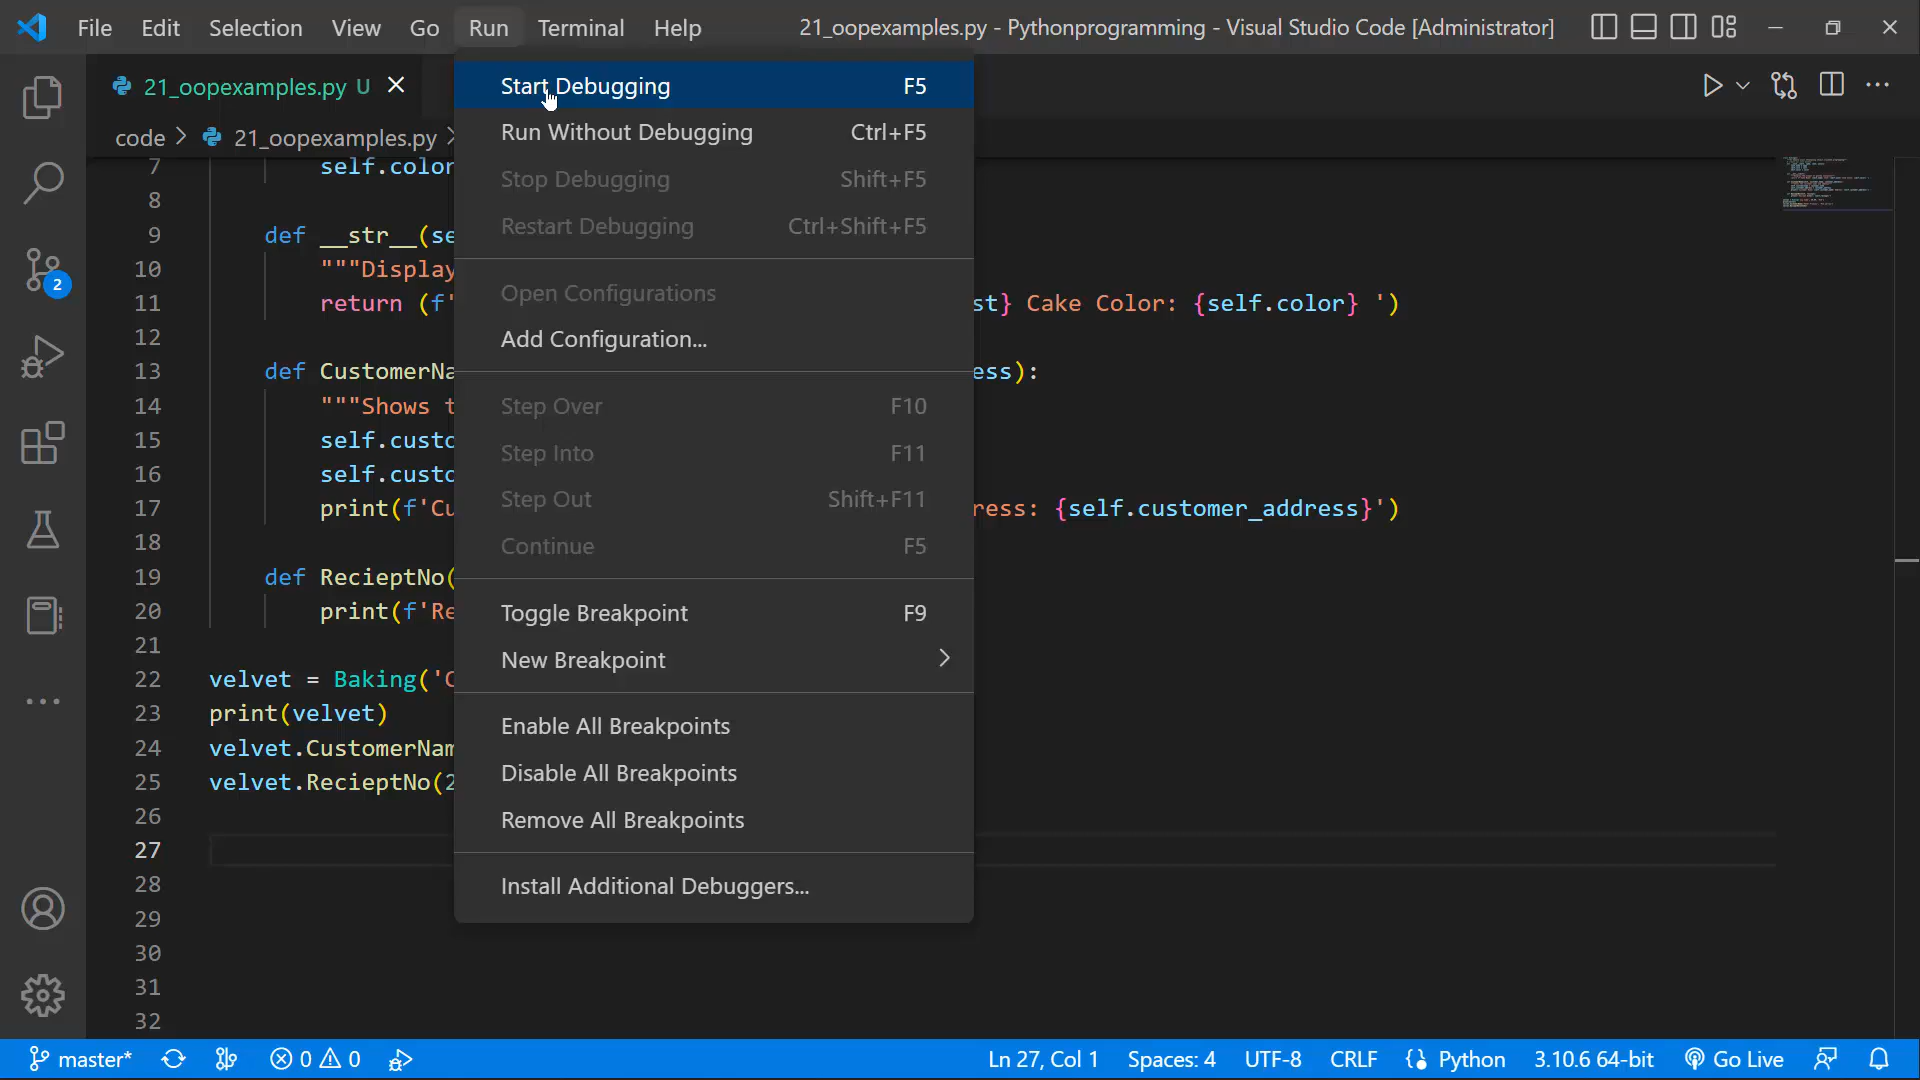 File Edit Selection View Go Run Terminal Help 21_oopexamples.py - Pythonprogramming - Visual Studio Code [Administrator]
21_oopexamples.py U
code > 21_oopexamples.py >
Start Debugging F5
Run Without Debugging Ctrl+F5
Stop Debugging Shift+F5
Restart Debugging Ctrl+Shift+F5
Open Configurations
Add Configuration...
Step Over F10
Step Into F11
Step Out Shift+F11
Continue F5
Toggle Breakpoint F9
New Breakpoint
Enable All Breakpoints
Disable All Breakpoints
Remove All Breakpoints
Install Additional Debuggers...
7 self.color
8
9 def __str__(se
10 """Display
11 return (f' st} Cake Color: {self.color} ')
12
13 def CustomerNa ess):
14 """Shows t
15 self.custo
16 self.custo
17 print(f'Cu ress: {self.customer_address}')
18
19 def RecieptNo(
20 print(f'Re
21
22 velvet = Baking('C
23 print(velvet)
24 velvet.CustomerNam
25 velvet.RecieptNo(2
26
27
28
29
30
31
32
2
master* 0 0 Ln 27, Col 1 Spaces: 4 UTF-8 CRLF Python 3.10.6 64-bit Go Live